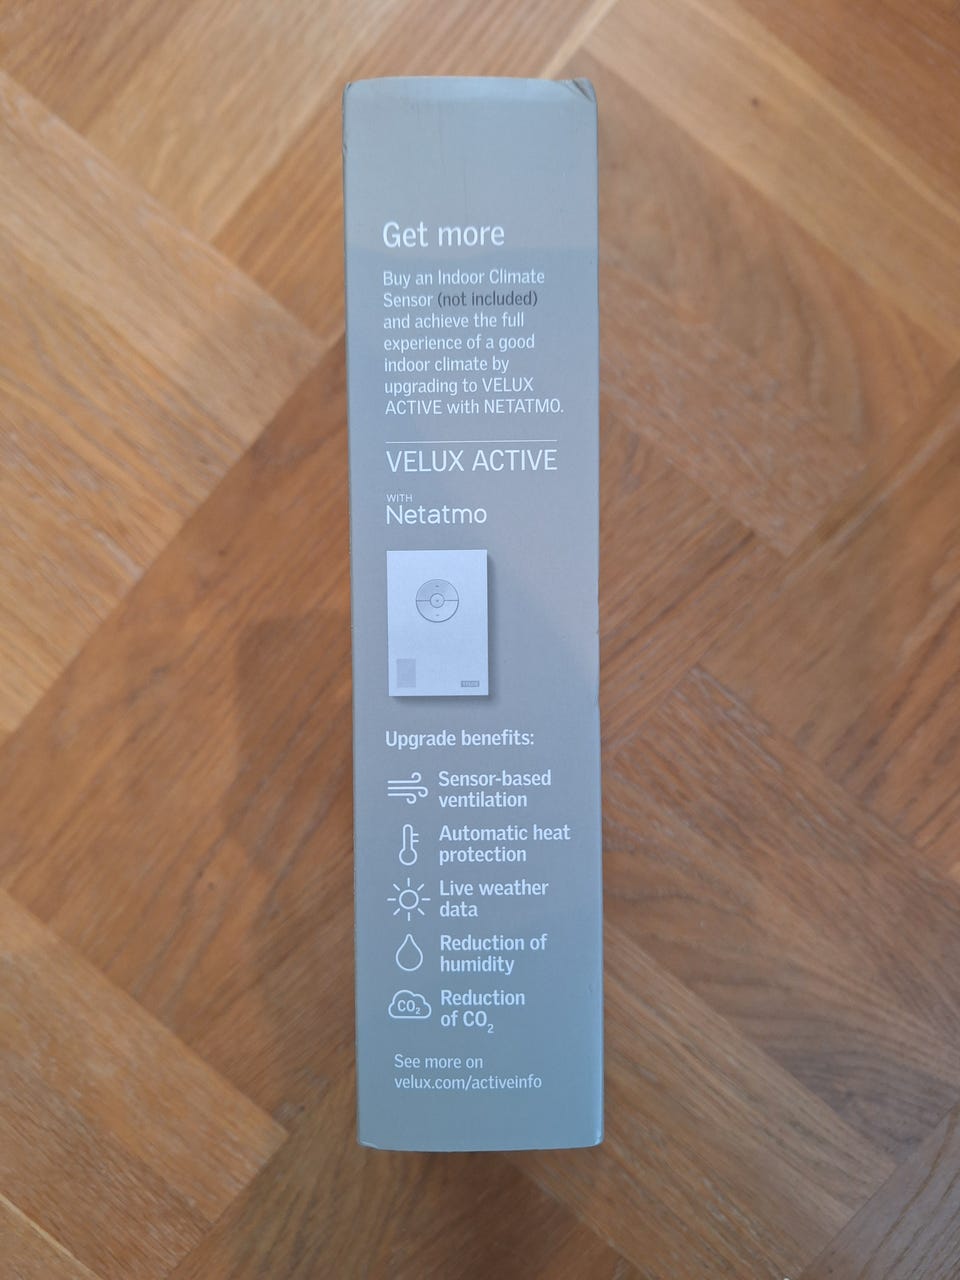 Get more
Buy an Indoor Climate
Sensor (not included)
and achieve the full
experience of a good
indoor climate by
upgrading to VELUX
ACTIVE with NETATMO.
VELUX ACTIVE
WITH
Netatmo
Upgrade benefits:
Sensor-based
ventilation
Automatic heat
protection
Live weather
data
Reduction of
humidity
CO₂
Reduction
of CO₂
See more on
velux.com/activeinfo